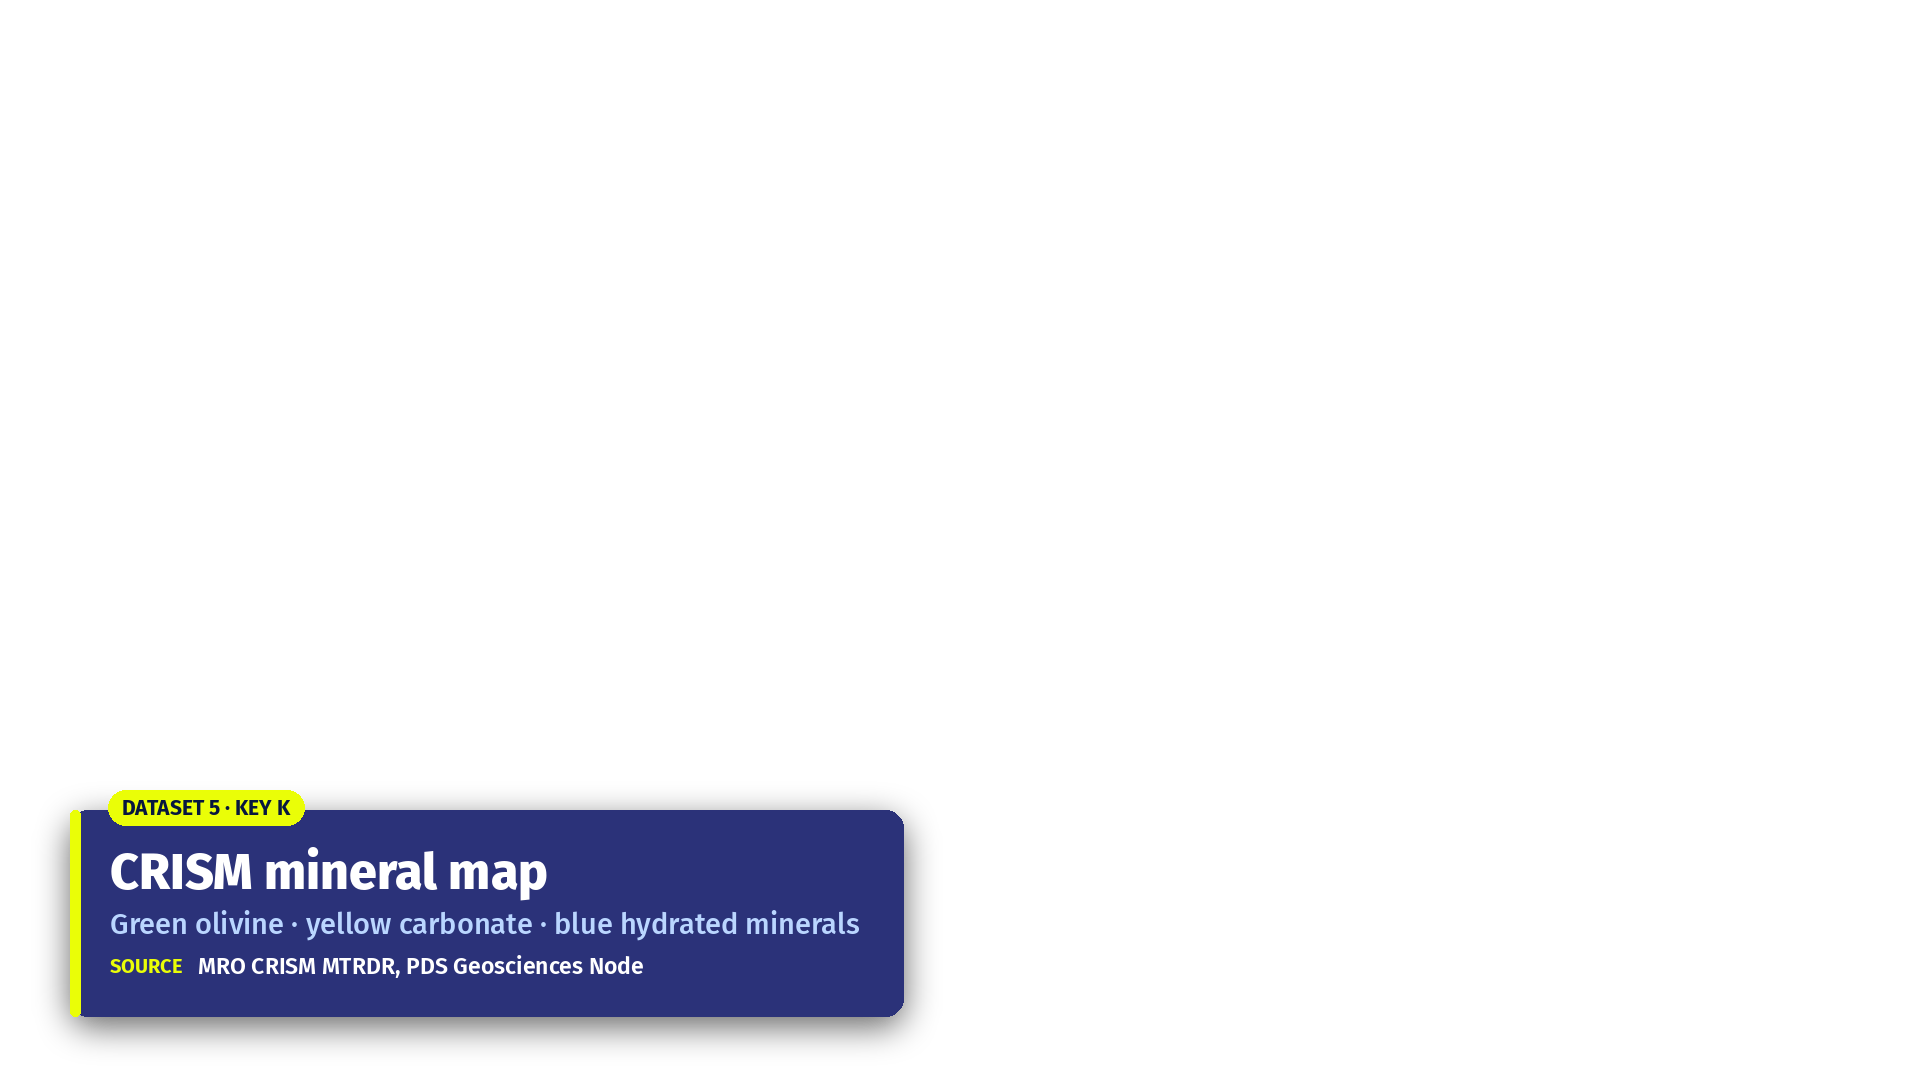 DATASET 5 · KEY K
CRISM mineral map
Green olivine · yellow carbonate · blue hydrated minerals
SOURCE MRO CRISM MTRDR, PDS Geosciences Node